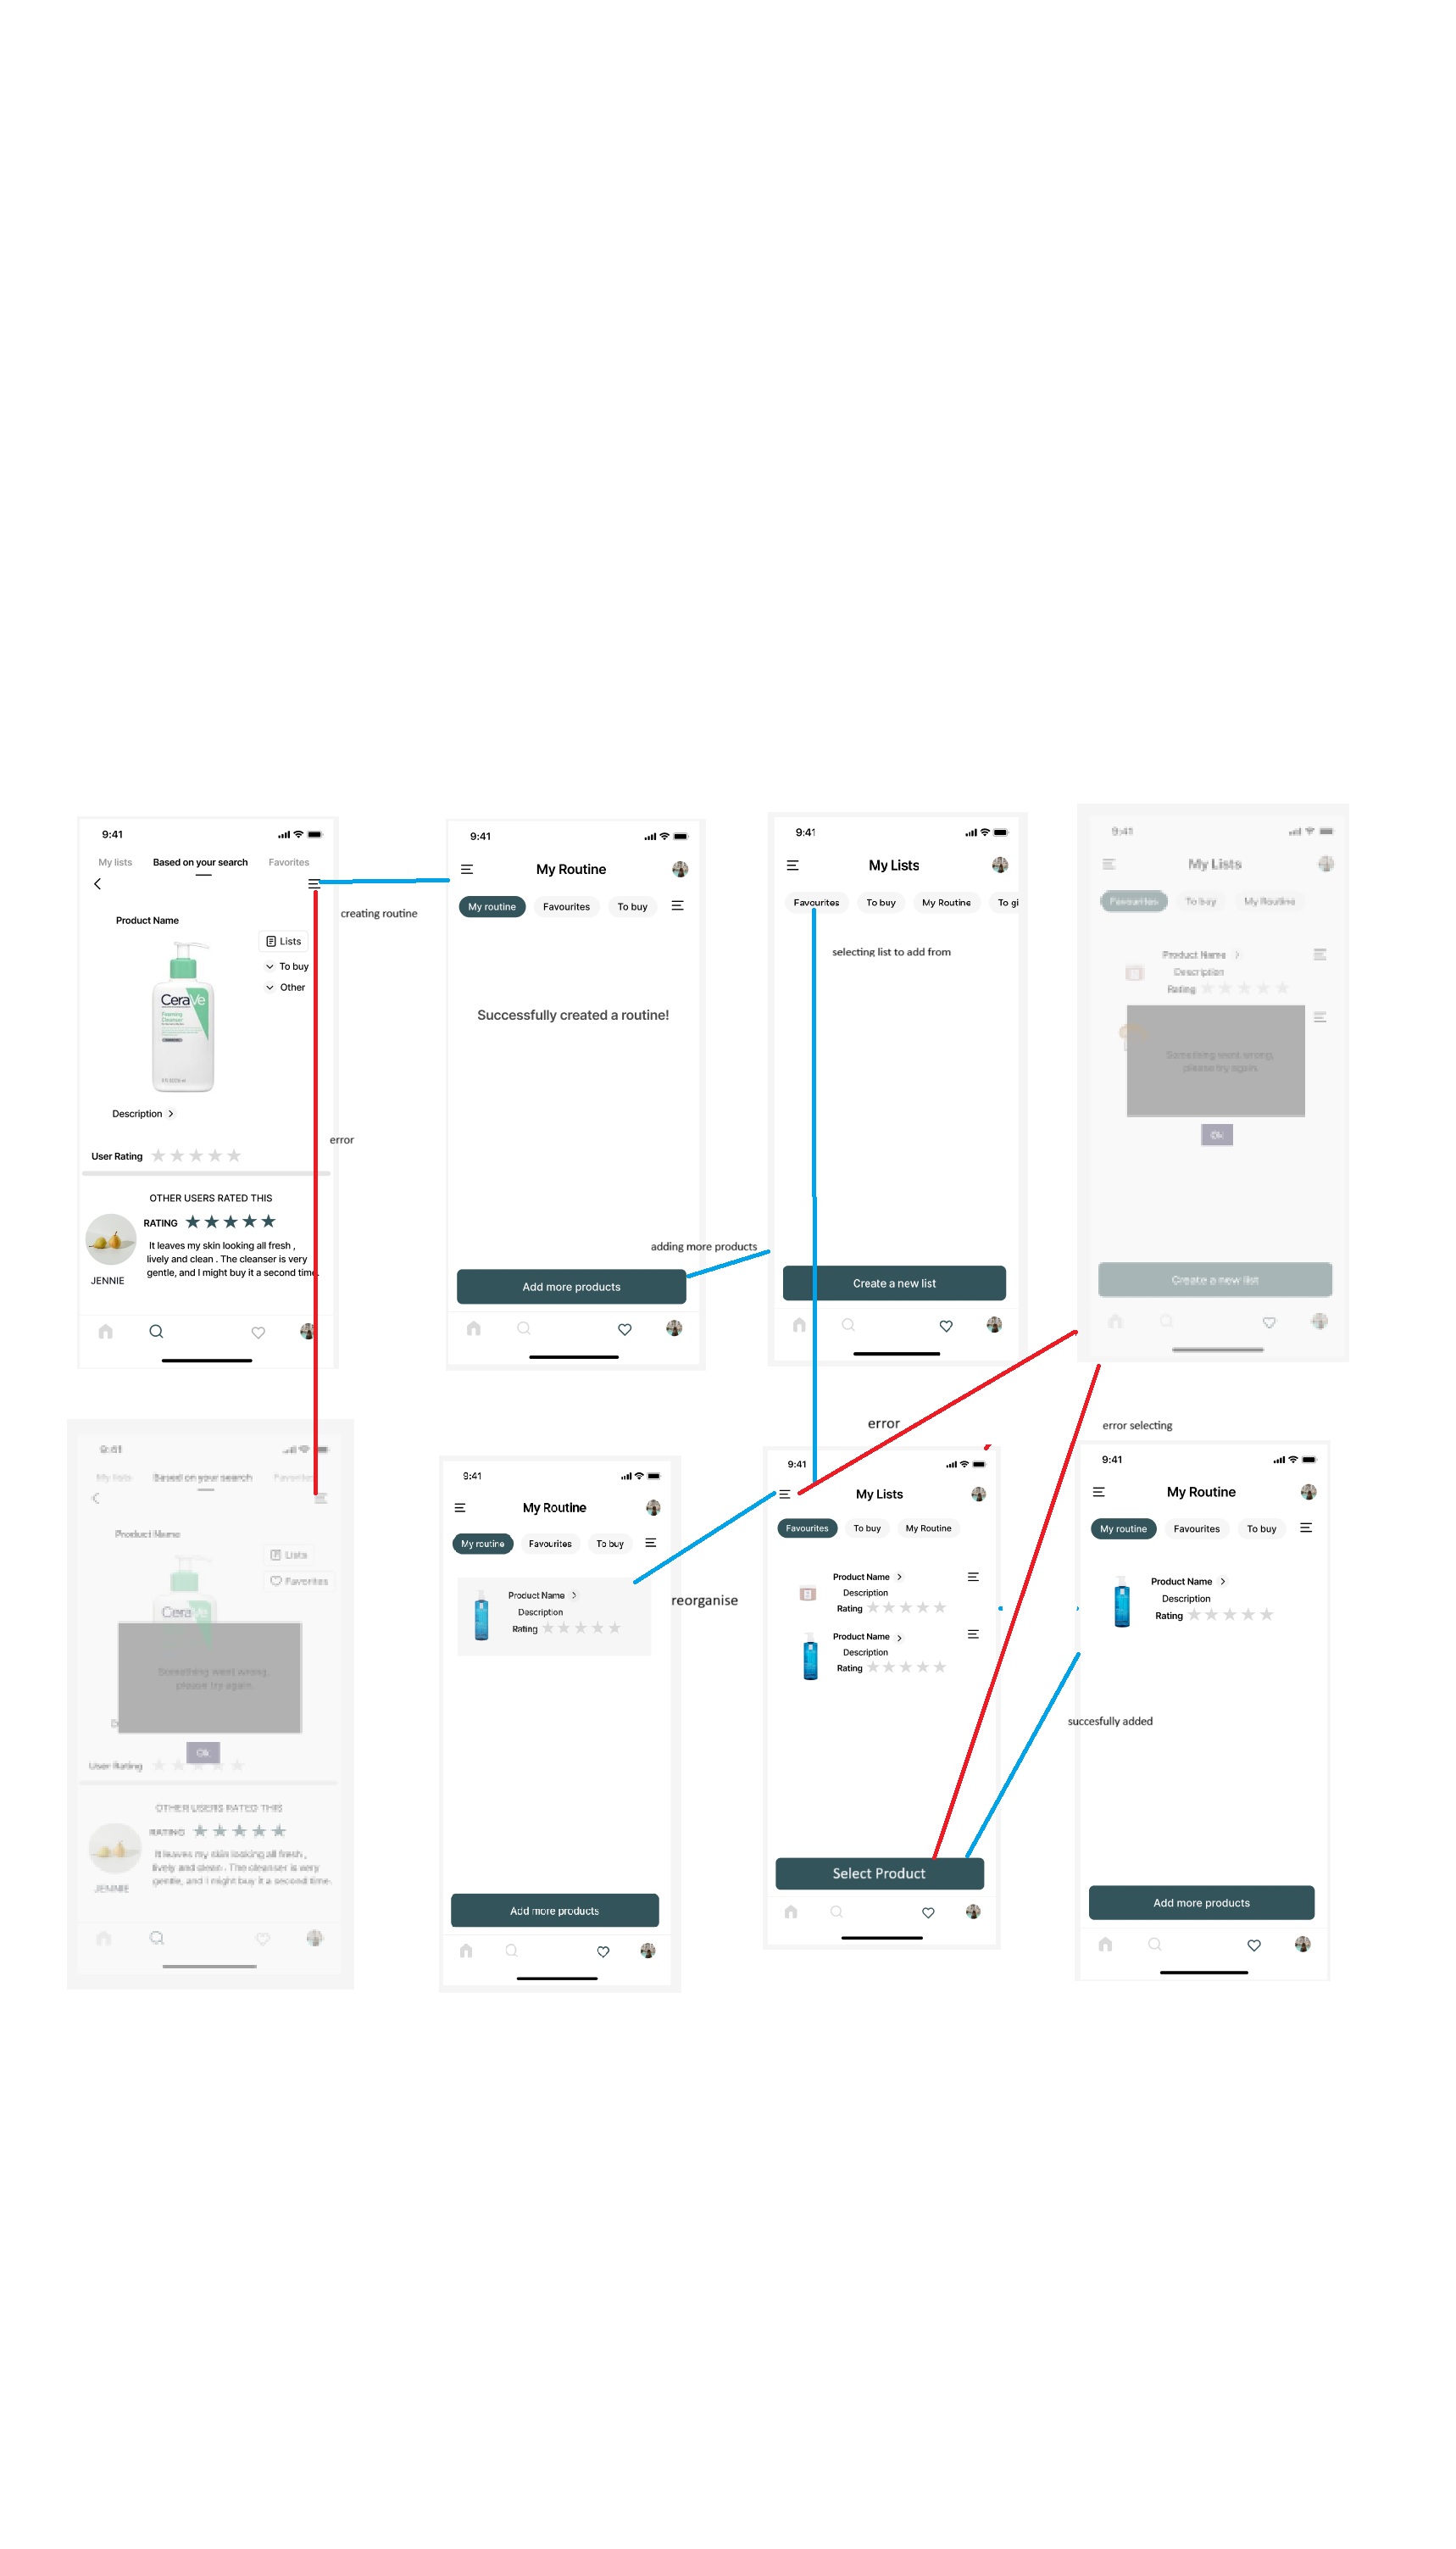 9:41
My lists Based on your search Favorites
Product Name
Lists
To buy
Other
CeraVe
Foaming
Cleanser
Description
User Rating
OTHER USERS RATED THIS
RATING
It leaves my skin looking all fresh ,
lively and clean . The cleanser is very
gentle, and I might buy it a second time.
JENNIE
creating routine
error
9:41
My Routine
My routine Favourites To buy
Successfully created a routine!
Add more products
adding more products
9:41
My Lists
Favourites To buy My Routine To gi
selecting list to add from
Create a new list
9:41
My Lists
Favourites To buy My Routine
Product Name
Description
Rating
Something went wrong,
please try again.
Ok
Create a new list
error
error selecting
9:41
My lists Based on your search Favorites
Product Name
Lists
Favorites
CeraVe
Something went wrong,
please try again.
Ok
User Rating
OTHER USERS RATED THIS
RATING
It leaves my skin looking all fresh ,
lively and clean . The cleanser is very
gentle, and I might buy it a second time.
JENNIE
9:41
My Routine
My routine Favourites To buy
Product Name
Description
Rating
Add more products
reorganise
9:41
My Lists
Favourites To buy My Routine
Product Name
Description
Rating
Product Name
Description
Rating
Select Product
succesfully added
9:41
My Routine
My routine Favourites To buy
Product Name
Description
Rating
Add more products